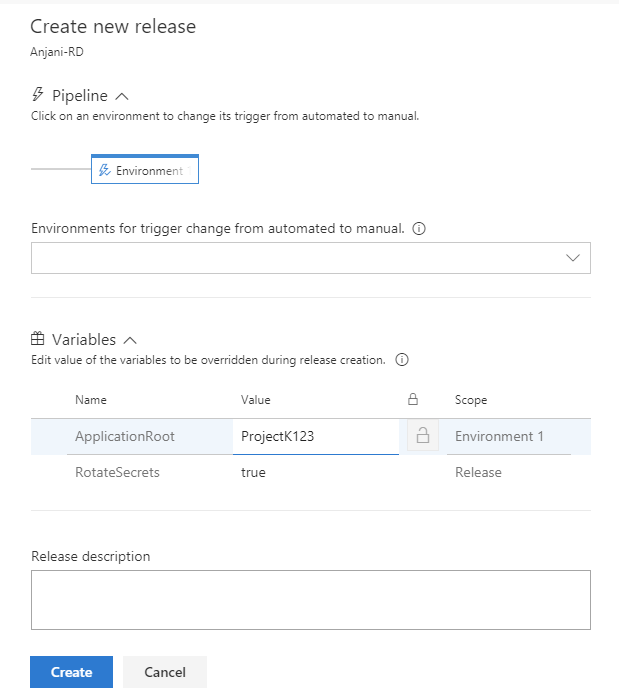 Create new release
Anjani-RD
Pipeline
Click on an environment to change its trigger from automated to manual.
Environment
Environments for trigger change from automated to manual.
Variables
Edit value of the variables to be overridden during release creation.
Name Value Scope
ApplicationRoot ProjectK123 Environment 1
RotateSecrets true Release
Release description
Create Cancel